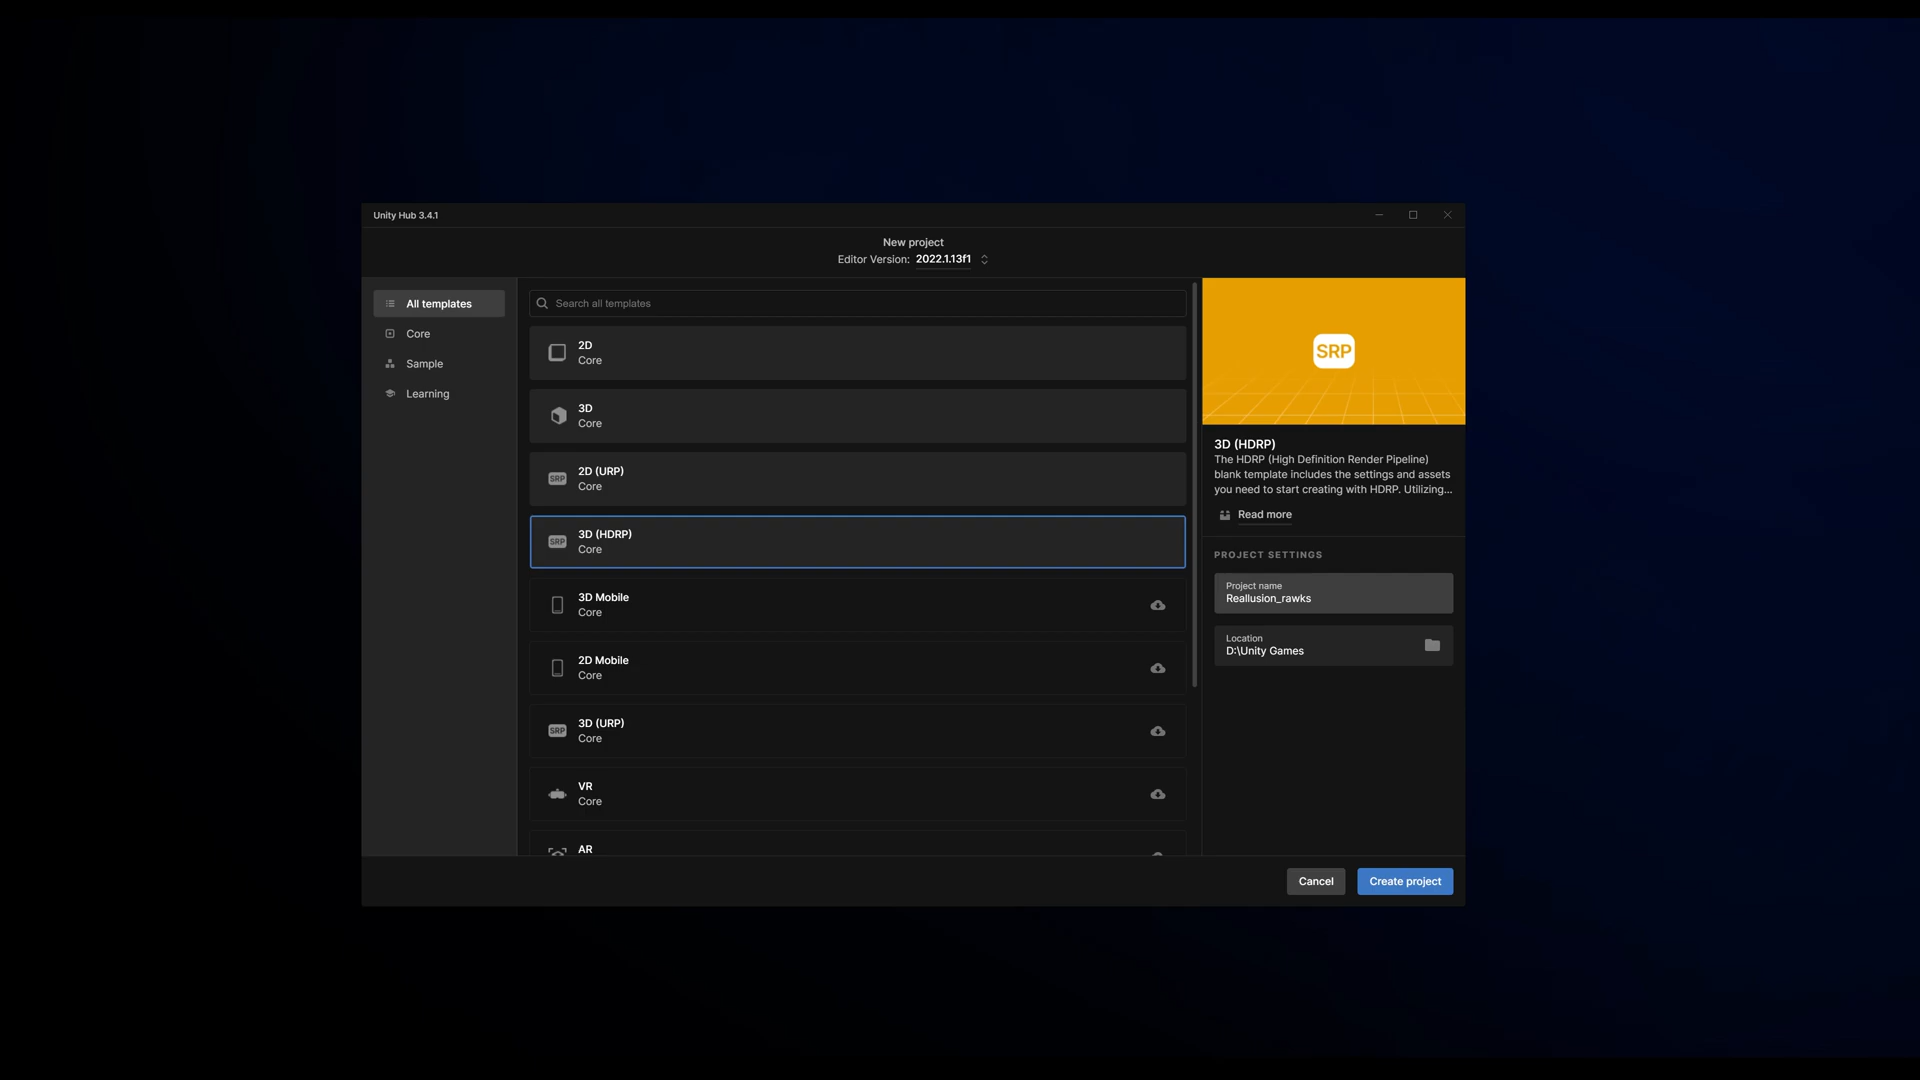 Unity Hub 3.4.1
New project
Editor Version: 2022.1.13f1
All templates
Core
Sample
Learning
Search all templates
2D
Core
3D
Core
SRP
2D (URP)
Core
SRP
3D (HDRP)
Core
3D Mobile
Core
2D Mobile
Core
SRP
3D (URP)
Core
VR
Core
AR
SRP
3D (HDRP)
The HDRP (High Definition Render Pipeline)
blank template includes the settings and assets
you need to start creating with HDRP. Utilizing...
Read more
PROJECT SETTINGS
Project name
Reallusion_rawks
Location
D:\Unity Games
Cancel
Create project